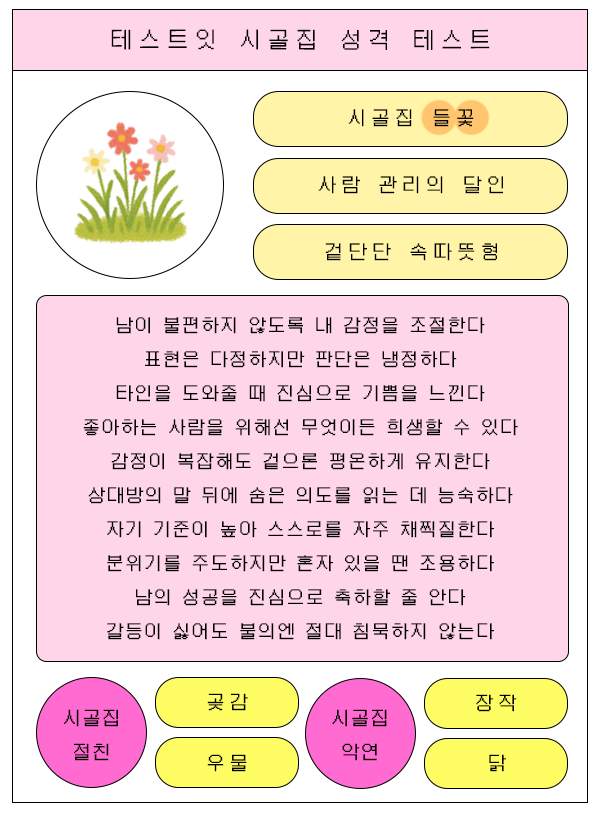 테스트잇 시골집 성격 테스트
시골집 들꽃
사람 관리의 달인
겉단단 속따뜻형
남이 불편하지 않도록 내 감정을 조절한다
표현은 다정하지만 판단은 냉정하다
타인을 도와줄 때 진심으로 기쁨을 느낀다
좋아하는 사람을 위해선 무엇이든 희생할 수 있다
감정이 복잡해도 겉으론 평온하게 유지한다
상대방의 말 뒤에 숨은 의도를 읽는 데 능숙하다
자기 기준이 높아 스스로를 자주 채찍질한다
분위기를 주도하지만 혼자 있을 땐 조용하다
남의 성공을 진심으로 축하할 줄 안다
갈등이 싫어도 불의엔 절대 침묵하지 않는다
시골집
절친
곶감
우물
시골집
악연
장작
닭